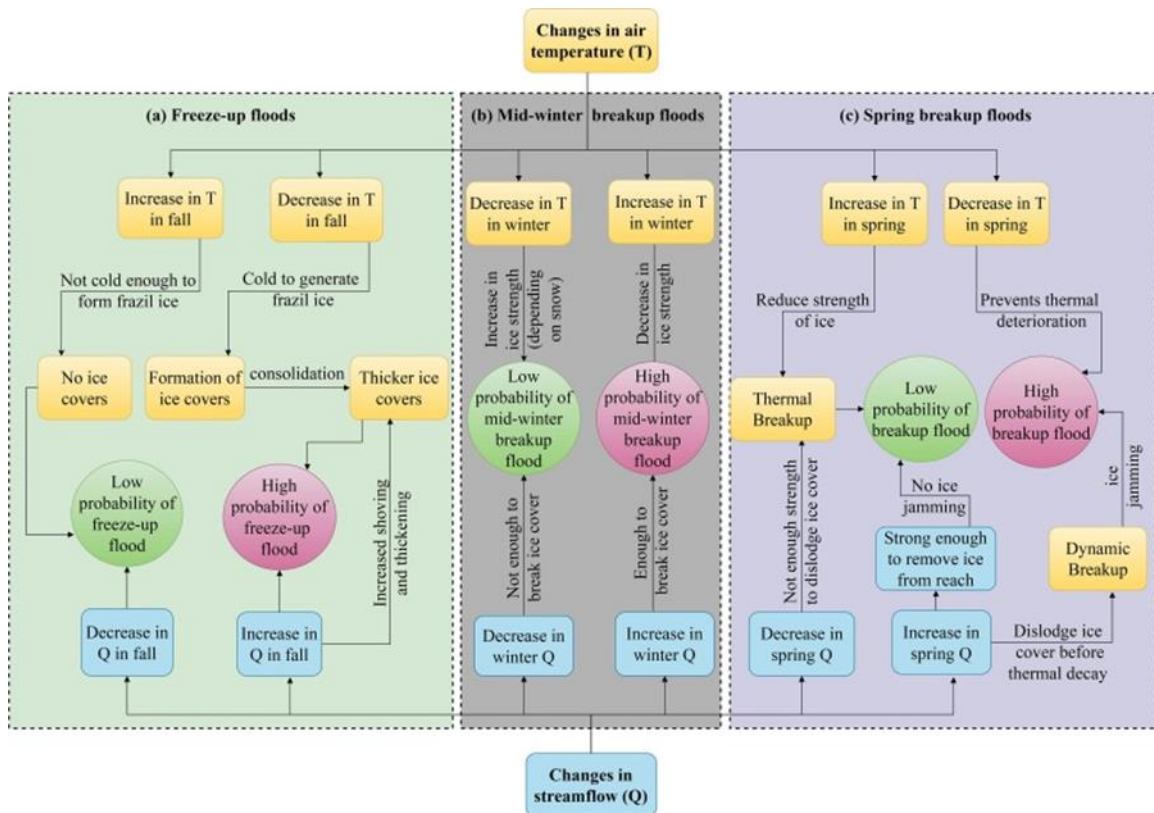 Changes in air
temperature (T)
(a) Freeze-up floods
Increase in T
in fall
Decrease in T
in fall
Not cold enough to
form frazil ice
Cold to generate
frazil ice
No ice
covers
Formation of
ice covers
consolidation
Thicker ice
covers
Low
probability of
freeze-up
flood
High
probability of
freeze-up
flood
Increased shoving
and thickening
Decrease in
Q in fall
Increase in
Q in fall
(b) Mid-winter breakup floods
Decrease in T
in winter
Increase in T
in winter
Increase in
ice strength
(depending
on snow)
Decrease in
ice strength
Low
probability of
mid-winter
breakup
flood
High
probability of
mid-winter
breakup
flood
Not enough to
break ice cover
Enough to
break ice cover
Decrease in
winter Q
Increase in
winter Q
(c) Spring breakup floods
Increase in T
in spring
Decrease in T
in spring
Reduce strength
of ice
Prevents thermal
deterioration
Thermal
Breakup
Low
probability of
breakup flood
High
probability of
breakup flood
Not enough strength
to dislodge ice cover
No ice
jamming
ice
jamming
Strong enough
to remove ice
from reach
Dynamic
Breakup
Decrease in
spring Q
Increase in
spring Q
Dislodge ice
cover before
thermal decay
Changes in
streamflow (Q)